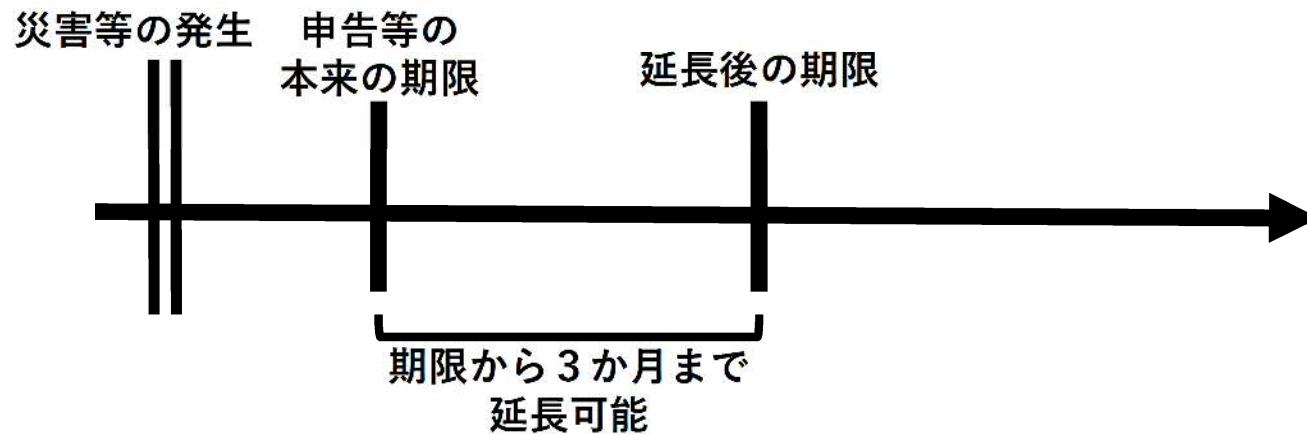 災害等の発生
申告等の
本来の期限
延長後の期限
期限から３か月まで
延長可能